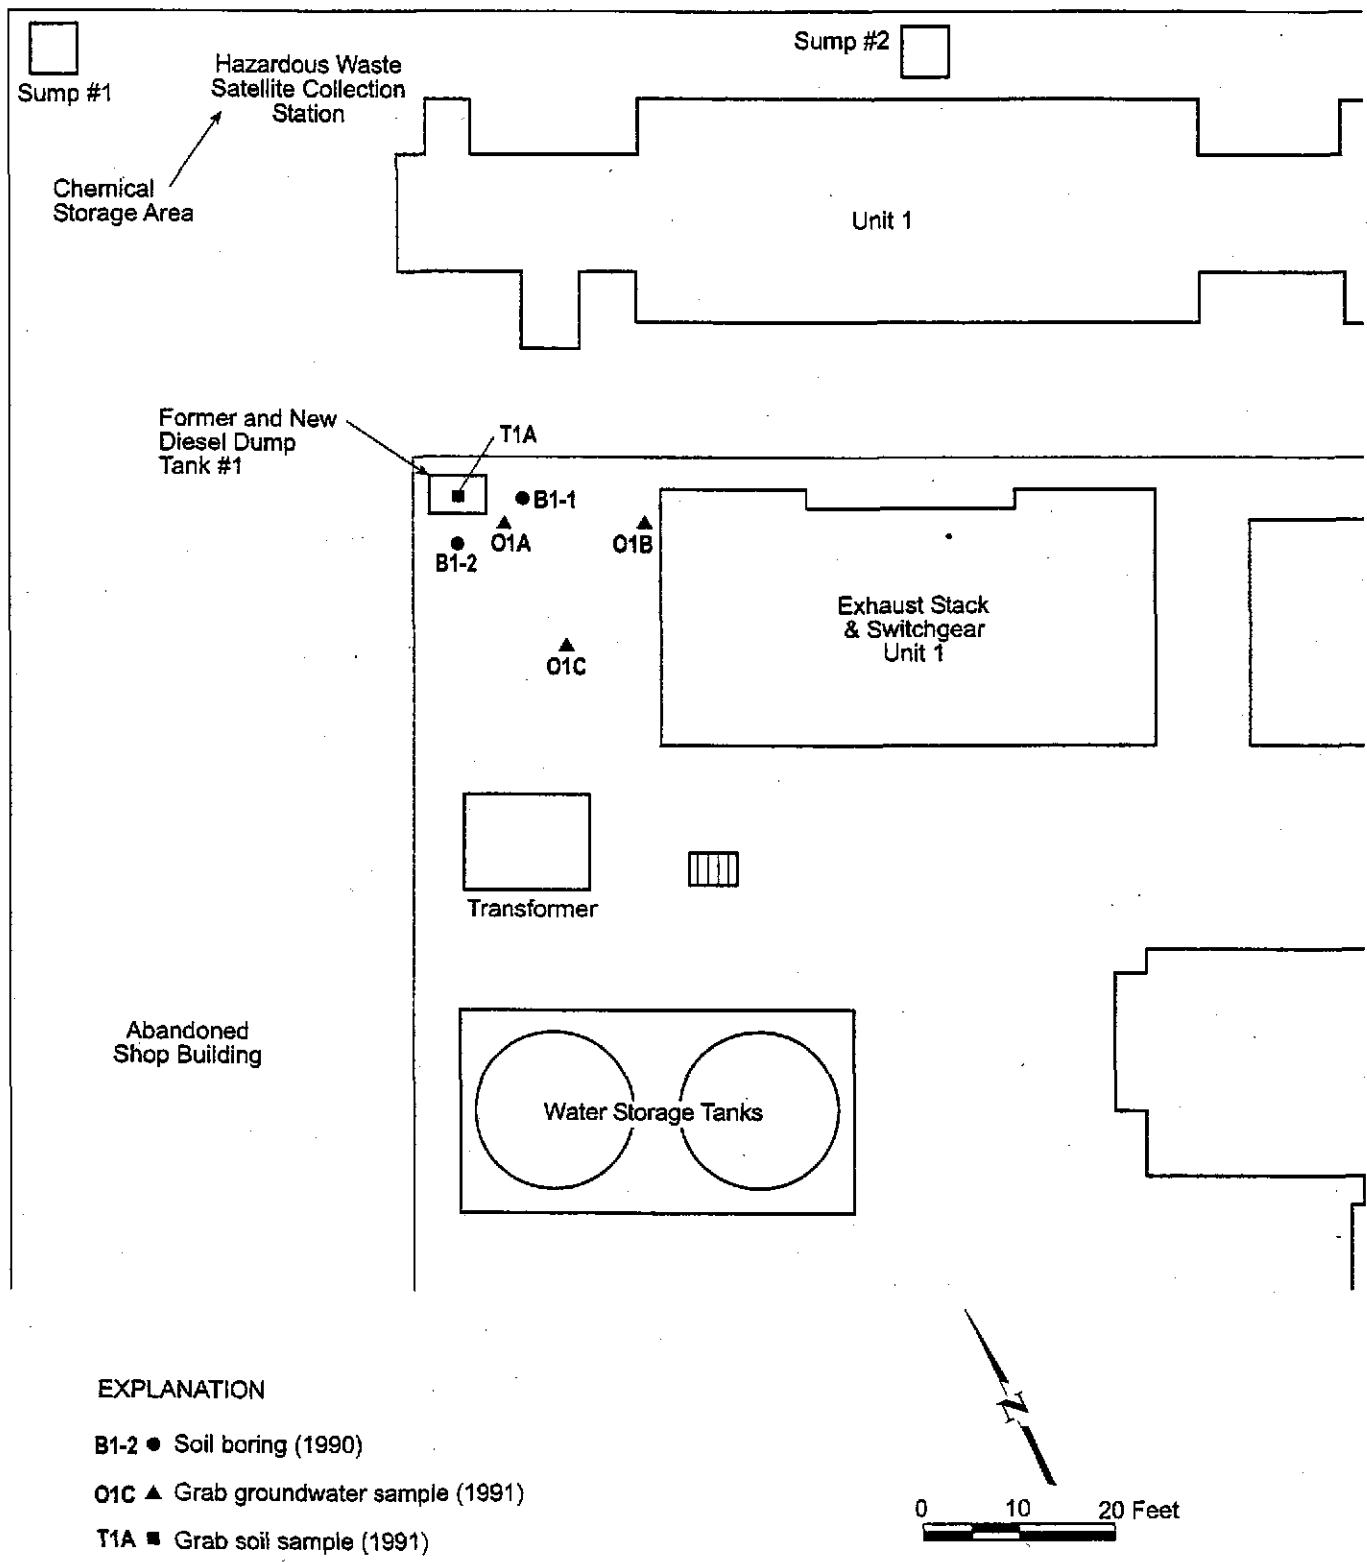 Sump #1
Hazardous Waste
Satellite Collection
Station
Sump #2
Chemical
Storage Area
Unit 1
Former and New
Diesel Dump
Tank #1
T1A
B1-1
O1A
O1B
B1-2
Exhaust Stack
& Switchgear
Unit 1
O1C
Transformer
Abandoned
Shop Building
Water Storage Tanks
N
EXPLANATION
B1-2 Soil boring (1990)
O1C Grab groundwater sample (1991)
T1A Grab soil sample (1991)
0 10 20 Feet